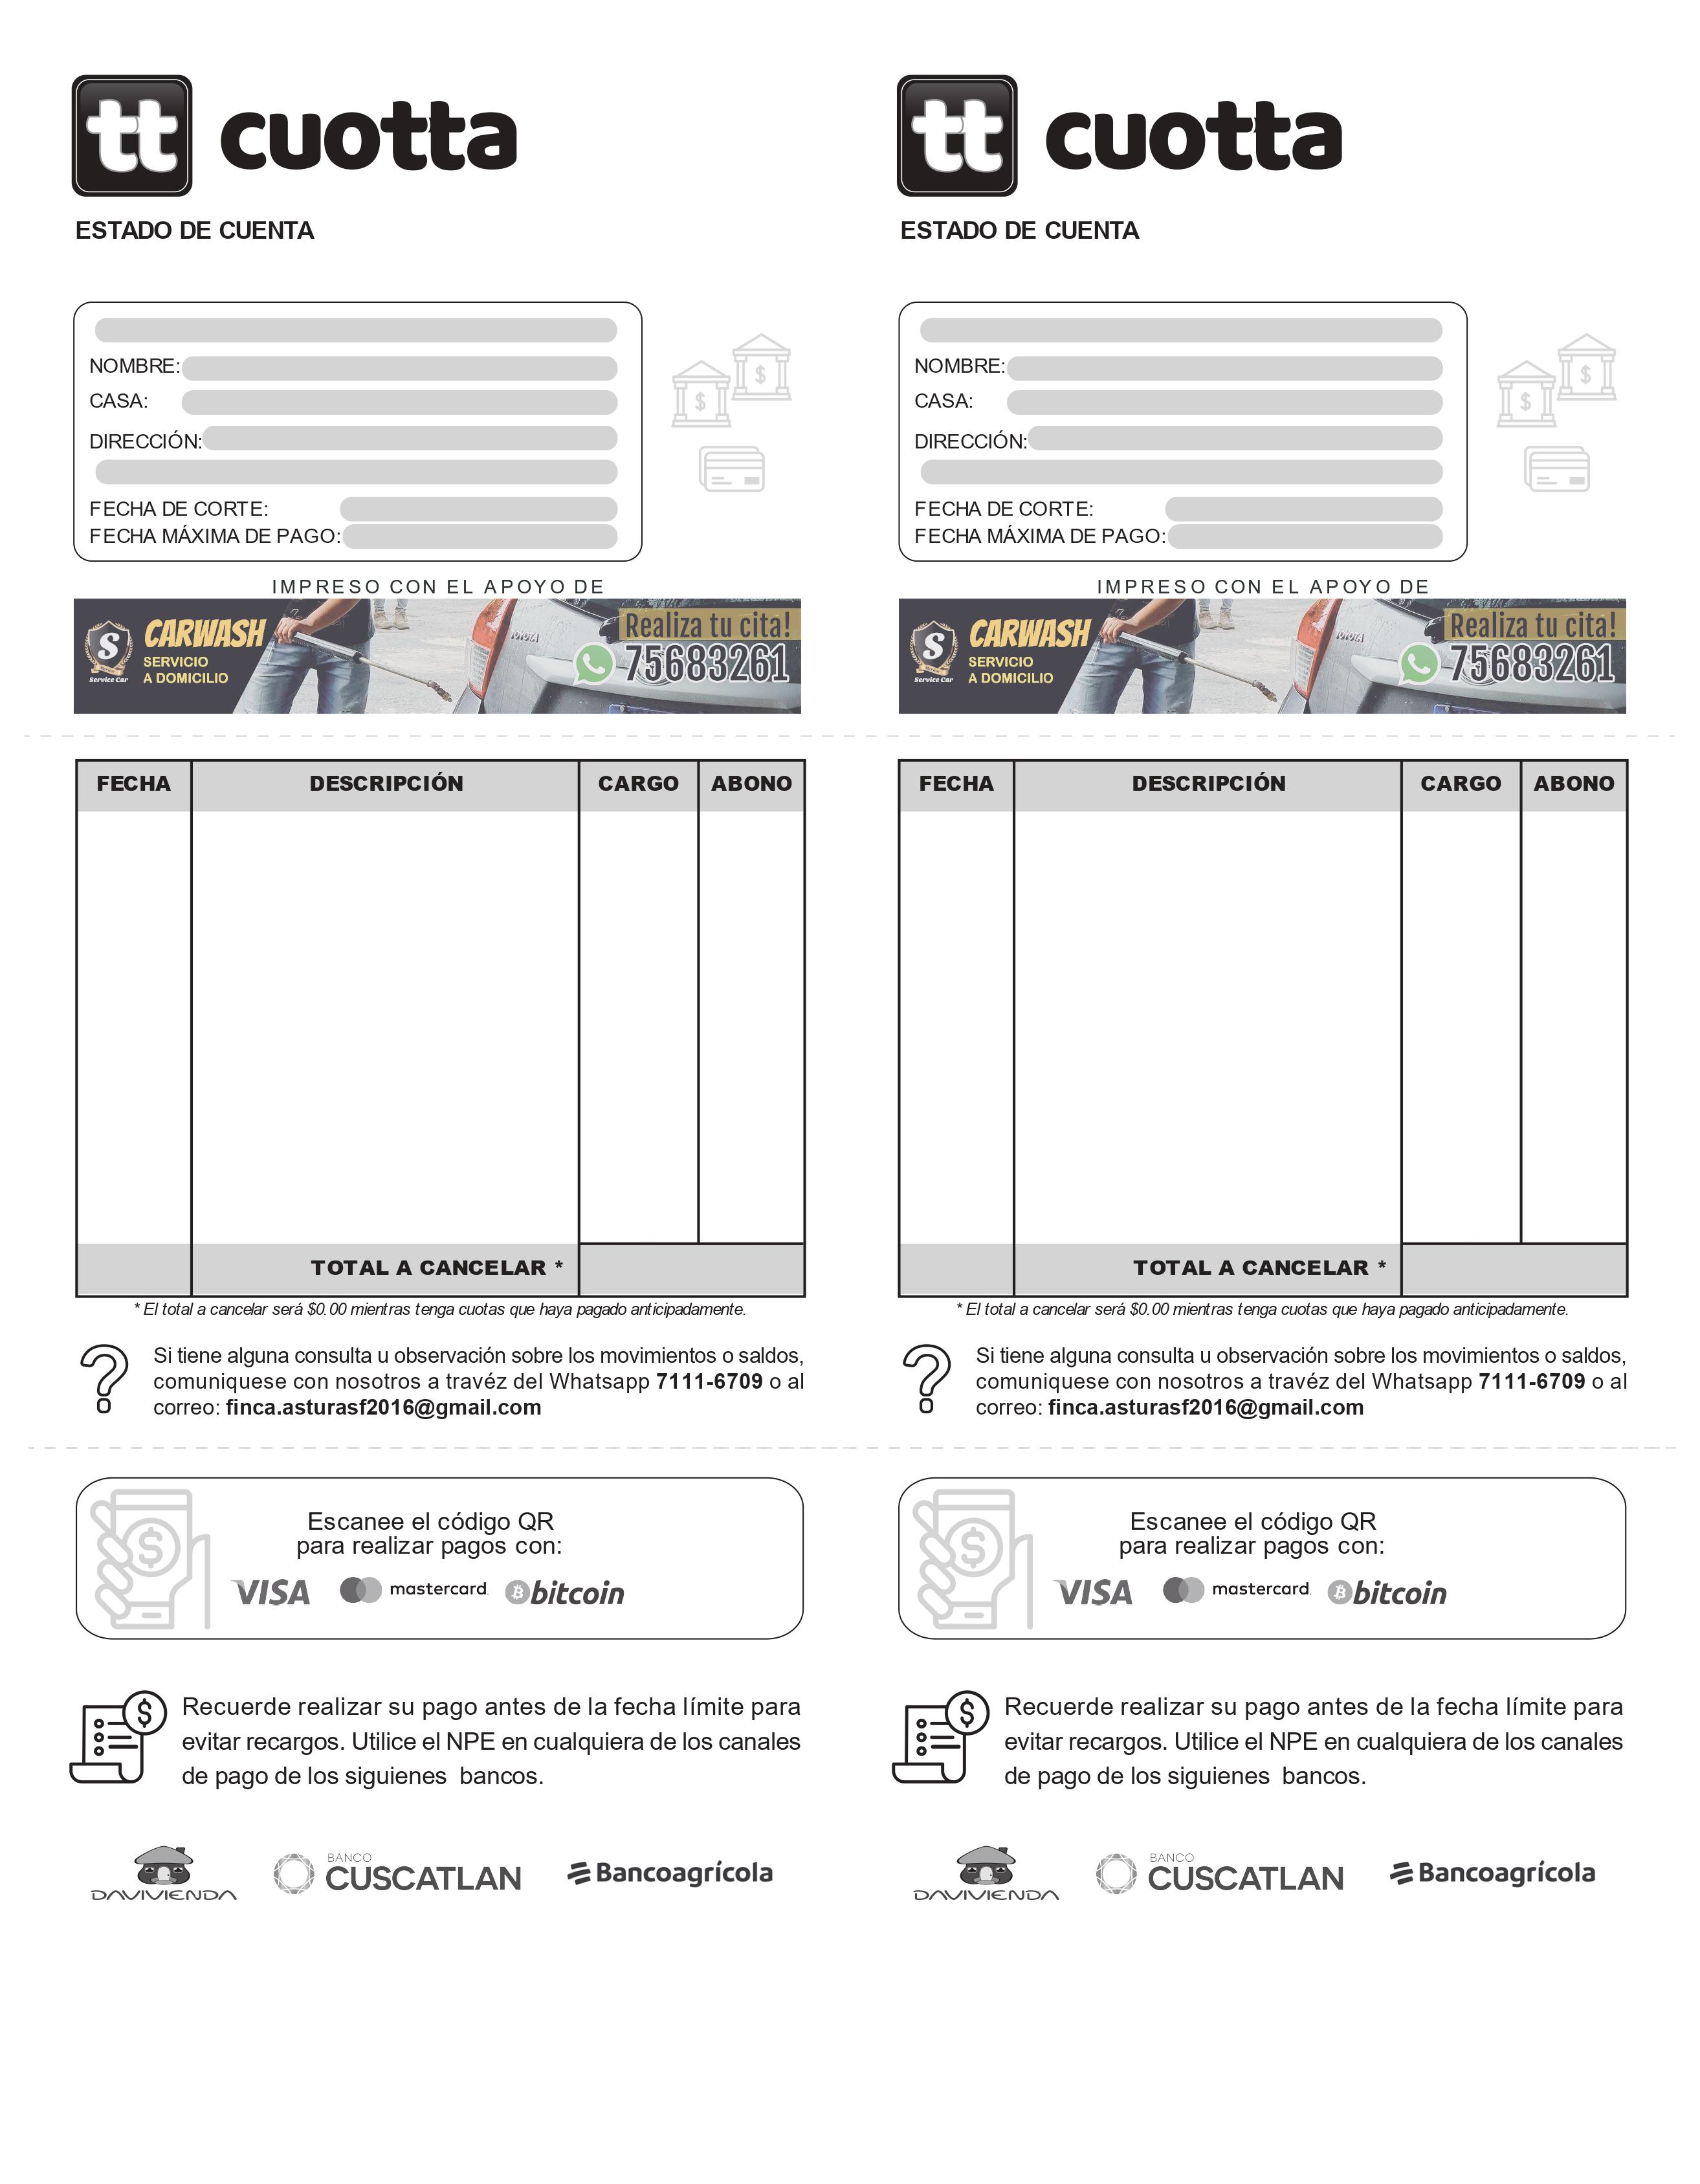 tt cuotta
ESTADO DE CUENTA
NOMBRE:
CASA:
DIRECCIÓN:
FECHA DE CORTE:
FECHA MÁXIMA DE PAGO:
$
$
IMPRESO CON EL APOYO DE
S
Service Car
CARWASH
SERVICIO
A DOMICILIO
TOYOTA
Realiza tu cita!
75683261
FECHA DESCRIPCIÓN CARGO ABONO
TOTAL A CANCELAR *
* El total a cancelar será $0.00 mientras tenga cuotas que haya pagado anticipadamente.
Si tiene alguna consulta u observación sobre los movimientos o saldos,
comuniquese con nosotros a travéz del Whatsapp 7111-6709 o al
correo: finca.asturasf2016@gmail.com
Escanee el código QR
para realizar pagos con:
VISA mastercard bitcoin
Recuerde realizar su pago antes de la fecha límite para
evitar recargos. Utilice el NPE en cualquiera de los canales
de pago de los siguienes bancos.
DAVIVIENDA
BANCO
CUSCATLAN
Bancoagrícola
tt cuotta
ESTADO DE CUENTA
NOMBRE:
CASA:
DIRECCIÓN:
FECHA DE CORTE:
FECHA MÁXIMA DE PAGO:
$
$
IMPRESO CON EL APOYO DE
S
Service Car
CARWASH
SERVICIO
A DOMICILIO
TOYOTA
Realiza tu cita!
75683261
FECHA DESCRIPCIÓN CARGO ABONO
TOTAL A CANCELAR *
* El total a cancelar será $0.00 mientras tenga cuotas que haya pagado anticipadamente.
Si tiene alguna consulta u observación sobre los movimientos o saldos,
comuniquese con nosotros a travéz del Whatsapp 7111-6709 o al
correo: finca.asturasf2016@gmail.com
Escanee el código QR
para realizar pagos con:
VISA mastercard bitcoin
Recuerde realizar su pago antes de la fecha límite para
evitar recargos. Utilice el NPE en cualquiera de los canales
de pago de los siguienes bancos.
DAVIVIENDA
BANCO
CUSCATLAN
Bancoagrícola